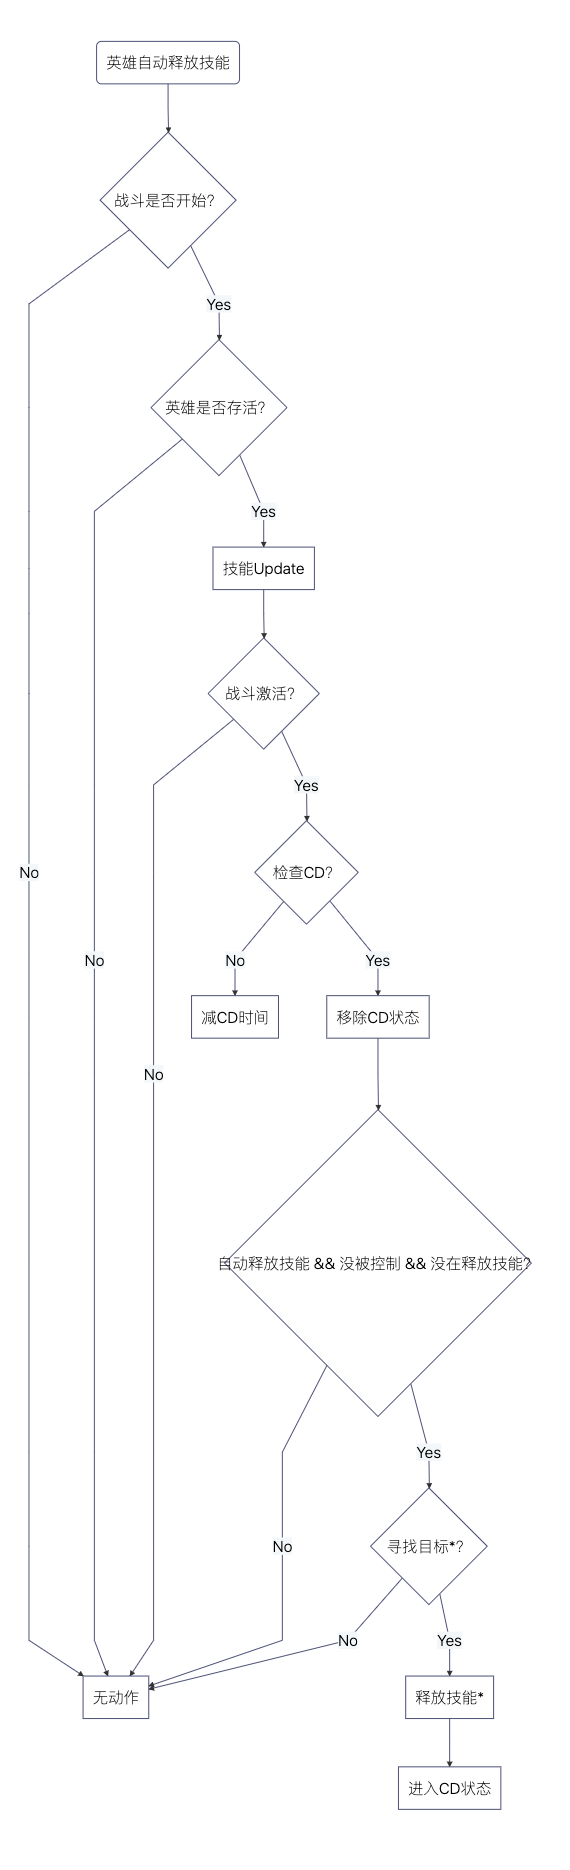 英雄自动释放技能
战斗是否开始?
Yes
英雄是否存活?
Yes
技能Update
战斗激活?
Yes
No
检查CD?
No
No
Yes
减CD时间
移除CD状态
No
自动释放技能 && 没被控制 && 没在释放技能?
Yes
No
寻找目标*?
No
Yes
无动作
释放技能*
进入CD状态